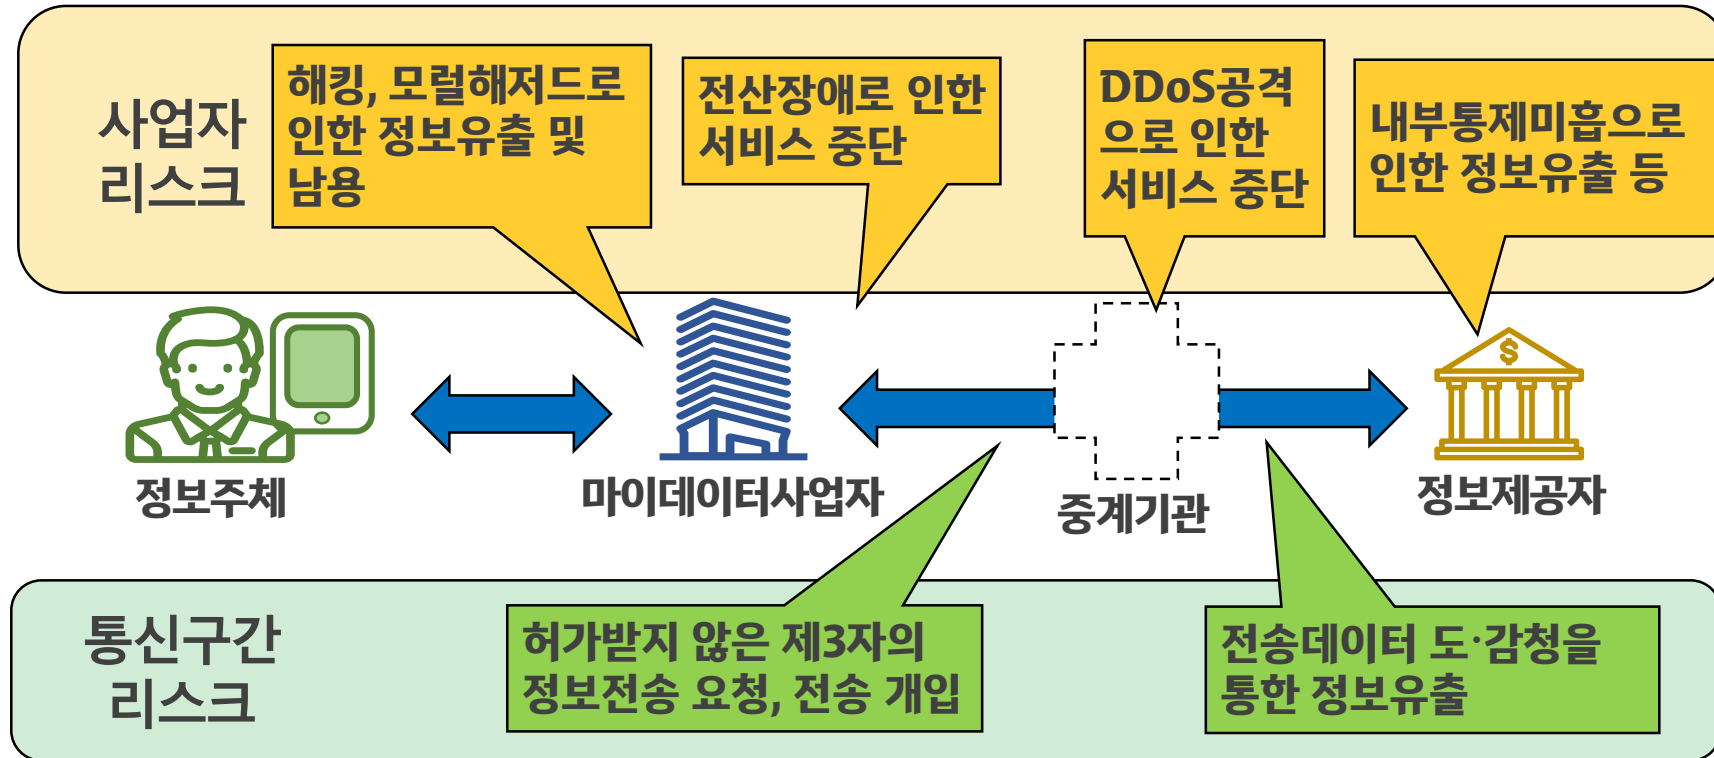 사업자
리스크
해킹, 모럴해저드로
인한 정보유출 및
남용
전산장애로 인한
서비스 중단
DDoS공격
으로 인한
서비스 중단
내부통제미흡으로
인한 정보유출 등
$
정보주체
마이데이터사업자
중계기관
정보제공자
통신구간
리스크
허가받지 않은 제3자의
정보전송 요청, 전송 개입
전송데이터 도·감청을
통한 정보유출